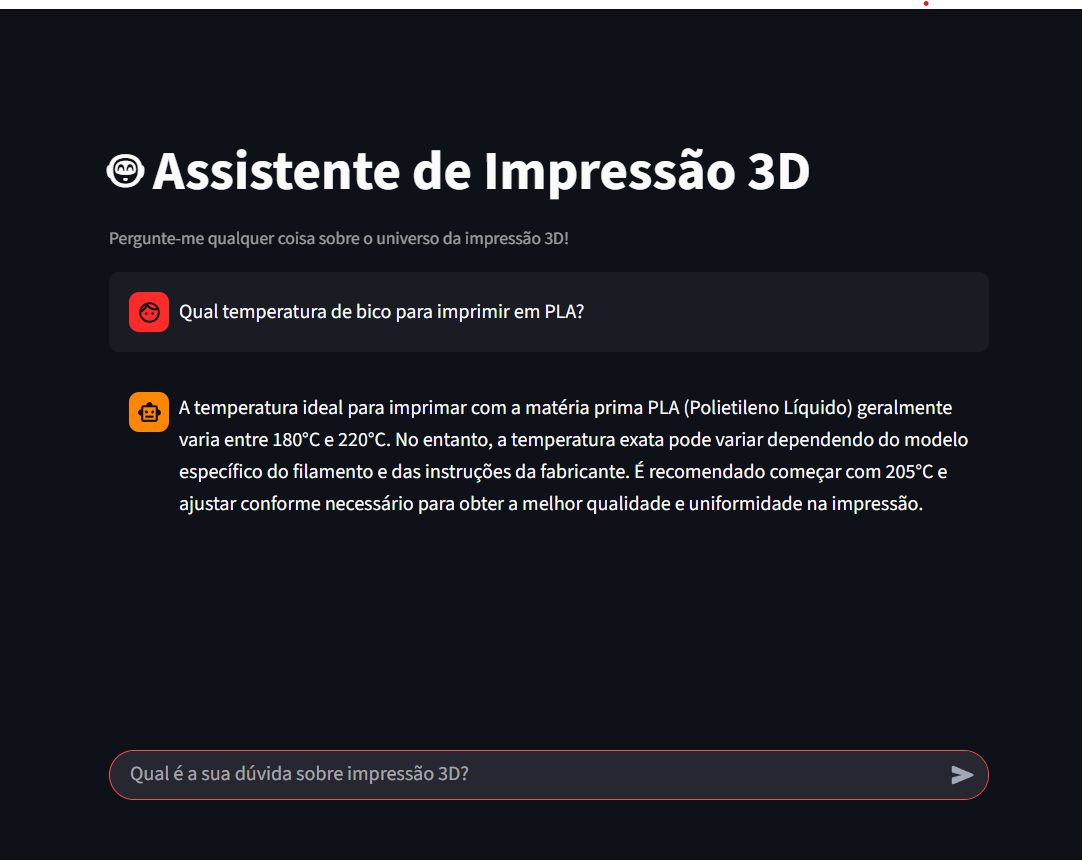 Assistente de Impressão 3D
Pergunte-me qualquer coisa sobre o universo da impressão 3D!
Qual temperatura de bico para imprimir em PLA?
A temperatura ideal para imprimar com a matéria prima PLA (Polietileno Líquido) geralmente
varia entre 180°C e 220°C. No entanto, a temperatura exata pode variar dependendo do modelo
específico do filamento e das instruções da fabricante. É recomendado começar com 205°C e
ajustar conforme necessário para obter a melhor qualidade e uniformidade na impressão.
Qual é a sua dúvida sobre impressão 3D?